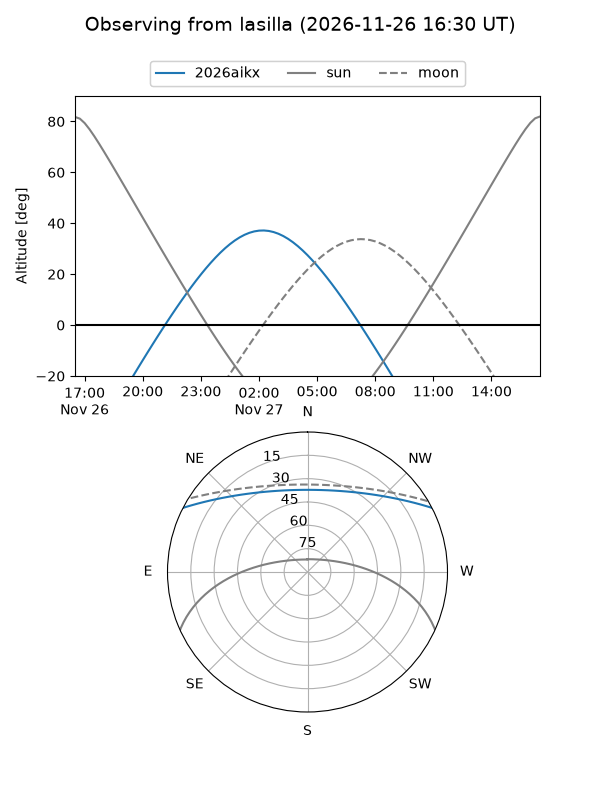 Observing from lasilla (2026-11-26 16:30 UT)
2026aikx sun moon
80
60
40
20
0
−20
Altitude [deg]
17:00 20:00 23:00 02:00 05:00 08:00 11:00 14:00
Nov 26 Nov 27
N
NE NW
15
30
45
60
75
E W
SE SW
S